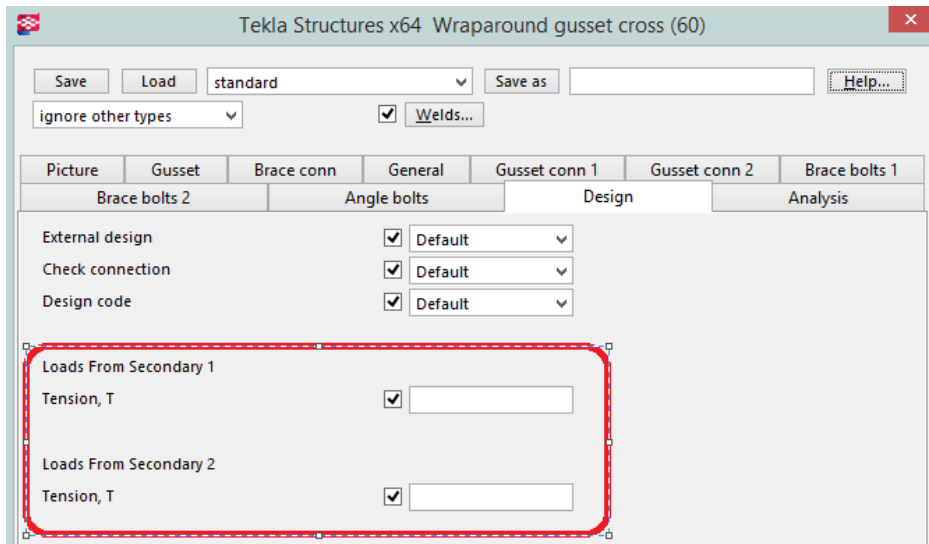 Tekla Structures x64 Wraparound gusset cross (60)
Save Load standard Save as Help...
ignore other types Welds...
Picture Gusset Brace conn General Gusset conn 1 Gusset conn 2 Brace bolts 1
Brace bolts 2 Angle bolts Design Analysis
External design Default
Check connection Default
Design code Default
Loads From Secondary 1
Tension, T
Loads From Secondary 2
Tension, T